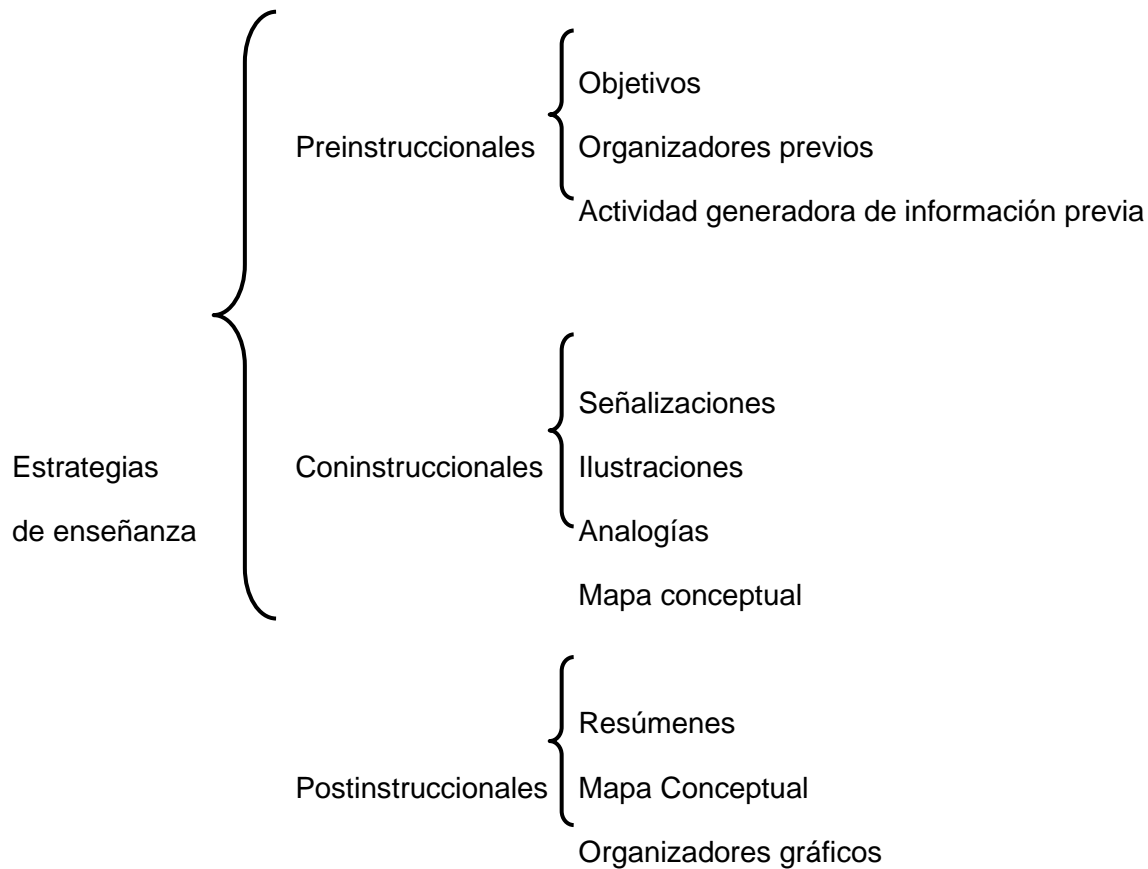 Objetivos
Preinstruccionales
Organizadores previos
Actividad generadora de información previa
Señalizaciones
Estrategias
Coninstruccionales
Ilustraciones
de enseñanza
Analogías
Mapa conceptual
Resúmenes
Postinstruccionales
Mapa Conceptual
Organizadores gráficos